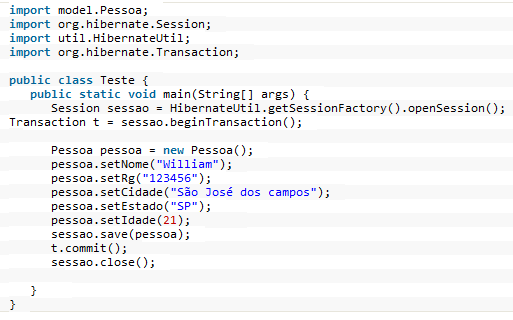 import model.Pessoa;
import org.hibernate.Session;
import util.HibernateUtil;
import org.hibernate.Transaction;
public class Teste {
public static void main(String[] args) {
Session sessao = HibernateUtil.getSessionFactory().openSession();
Transaction t = sessao.beginTransaction();
Pessoa pessoa = new Pessoa();
pessoa.setNome("William");
pessoa.setRg("123456");
pessoa.setCidade("São José dos campos");
pessoa.setEstado("SP");
pessoa.setIdade(21);
sessao.save(pessoa);
t.commit();
sessao.close();
}
}